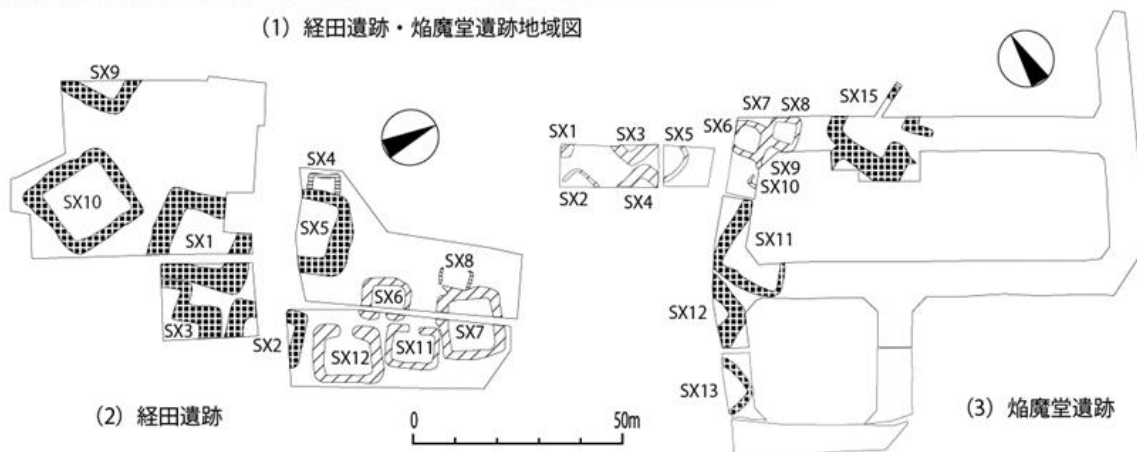 (1) 経田遺跡・焔魔堂遺跡地域図
SX9
SX10
SX1
SX3
SX4
SX5
SX2
SX6
SX8
SX7
SX12
SX11
(2) 経田遺跡
0 50m
SX1
SX3
SX5
SX2
SX4
SX6
SX7
SX8
SX15
SX9
SX10
SX11
SX12
SX13
(3) 焔魔堂遺跡